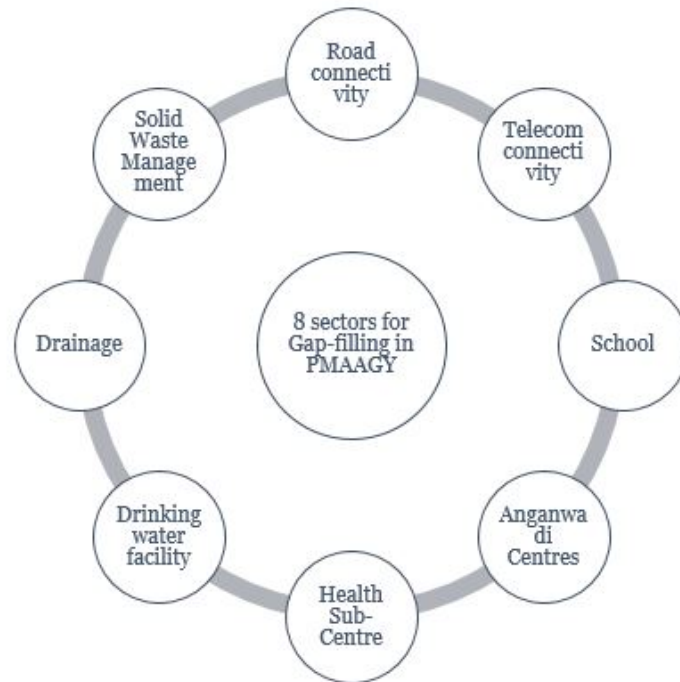 Road
connecti
vity
Telecom
connecti
vity
School
Anganwa
di
Centres
Health
Sub-
Centre
Drinking
water
facility
Drainage
Solid
Waste
Manage
ment
8 sectors for
Gap-filling in
PMAAGY